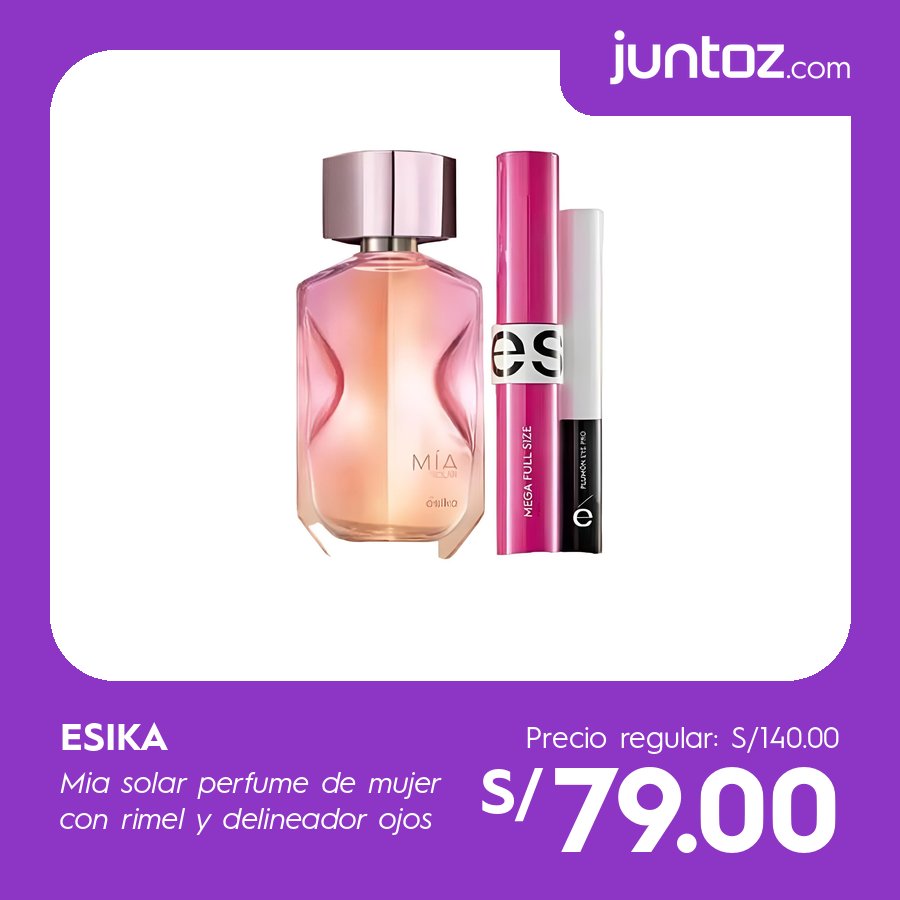 juntoz.com
es
MEGA FULL SIZE
PLUMÓN EYE PRO
é
MÍA
SOLAR
ésika
ESIKA
Mia solar perfume de mujer
con rimel y delineador ojos
Precio regular: S/140.00
S/79.00